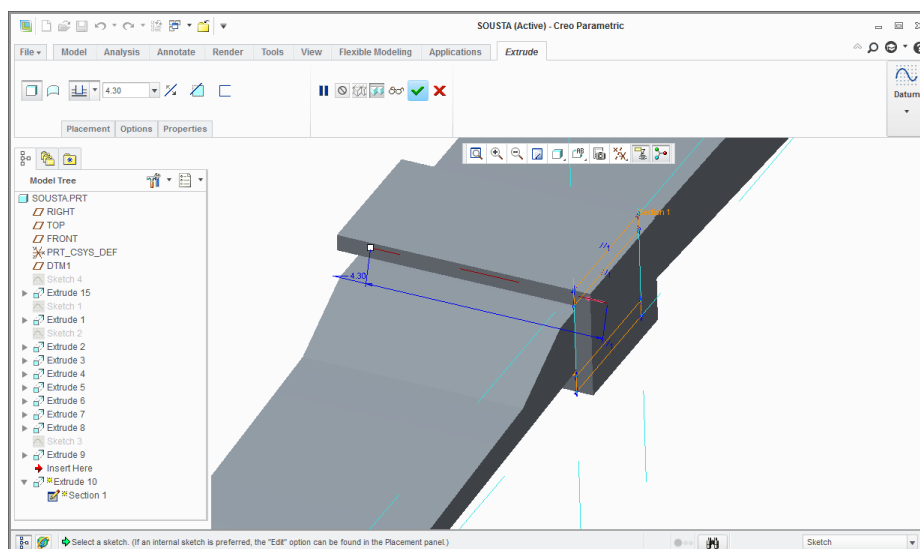 SOUSTA (Active) - Creo Parametric
File Model Analysis Annotate Render Tools View Flexible Modeling Applications Extrude
4.30
Datum
Placement Options Properties
Model Tree
SOUSTA.PRT
RIGHT
TOP
FRONT
PRT_CSYS_DEF
DTM1
Sketch 4
Extrude 15
Sketch 1
Extrude 1
Sketch 2
Extrude 2
Extrude 3
Extrude 4
Extrude 5
Extrude 6
Extrude 7
Extrude 8
Sketch 3
Extrude 9
Insert Here
Extrude 10
Section 1
Section 1
4.30
Select a sketch. (If an internal sketch is preferred, the "Edit" option can be found in the Placement panel.)
Sketch